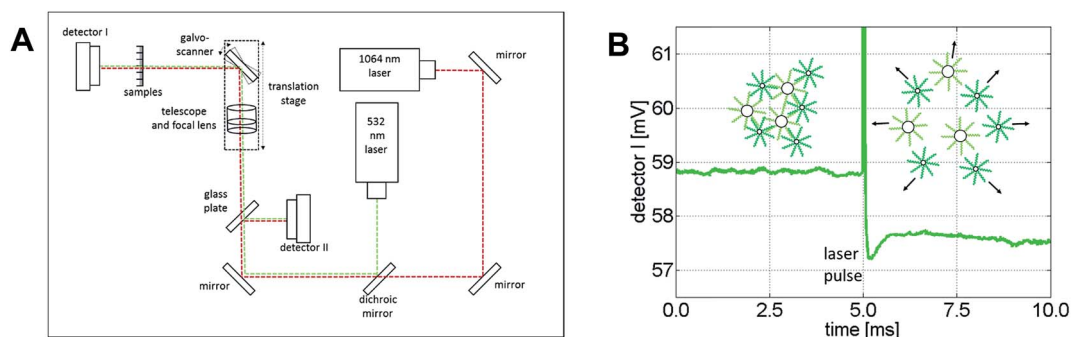 A
detector I
galvo-
scanner
samples
telescope
and focal lens
translation
stage
1064 nm
laser
mirror
532
nm
laser
glass
plate
detector II
mirror
dichroic
mirror
mirror
B
detector I [mV]
61
60
59
58
57
laser
pulse
0.0
2.5
5.0
7.5
10.0
time [ms]